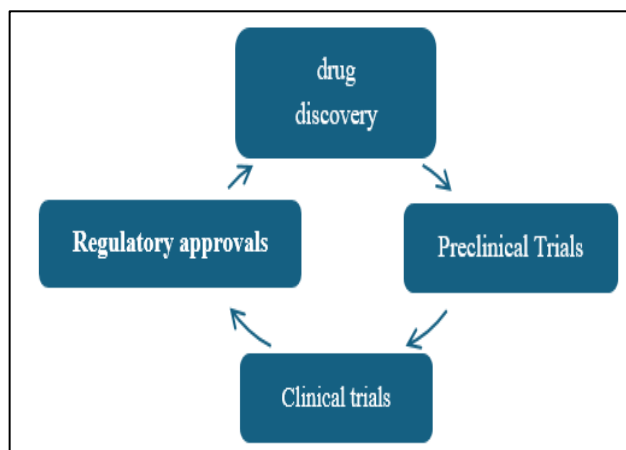 drug
discovery
Preclinical Trials
Clinical trials
Regulatory approvals